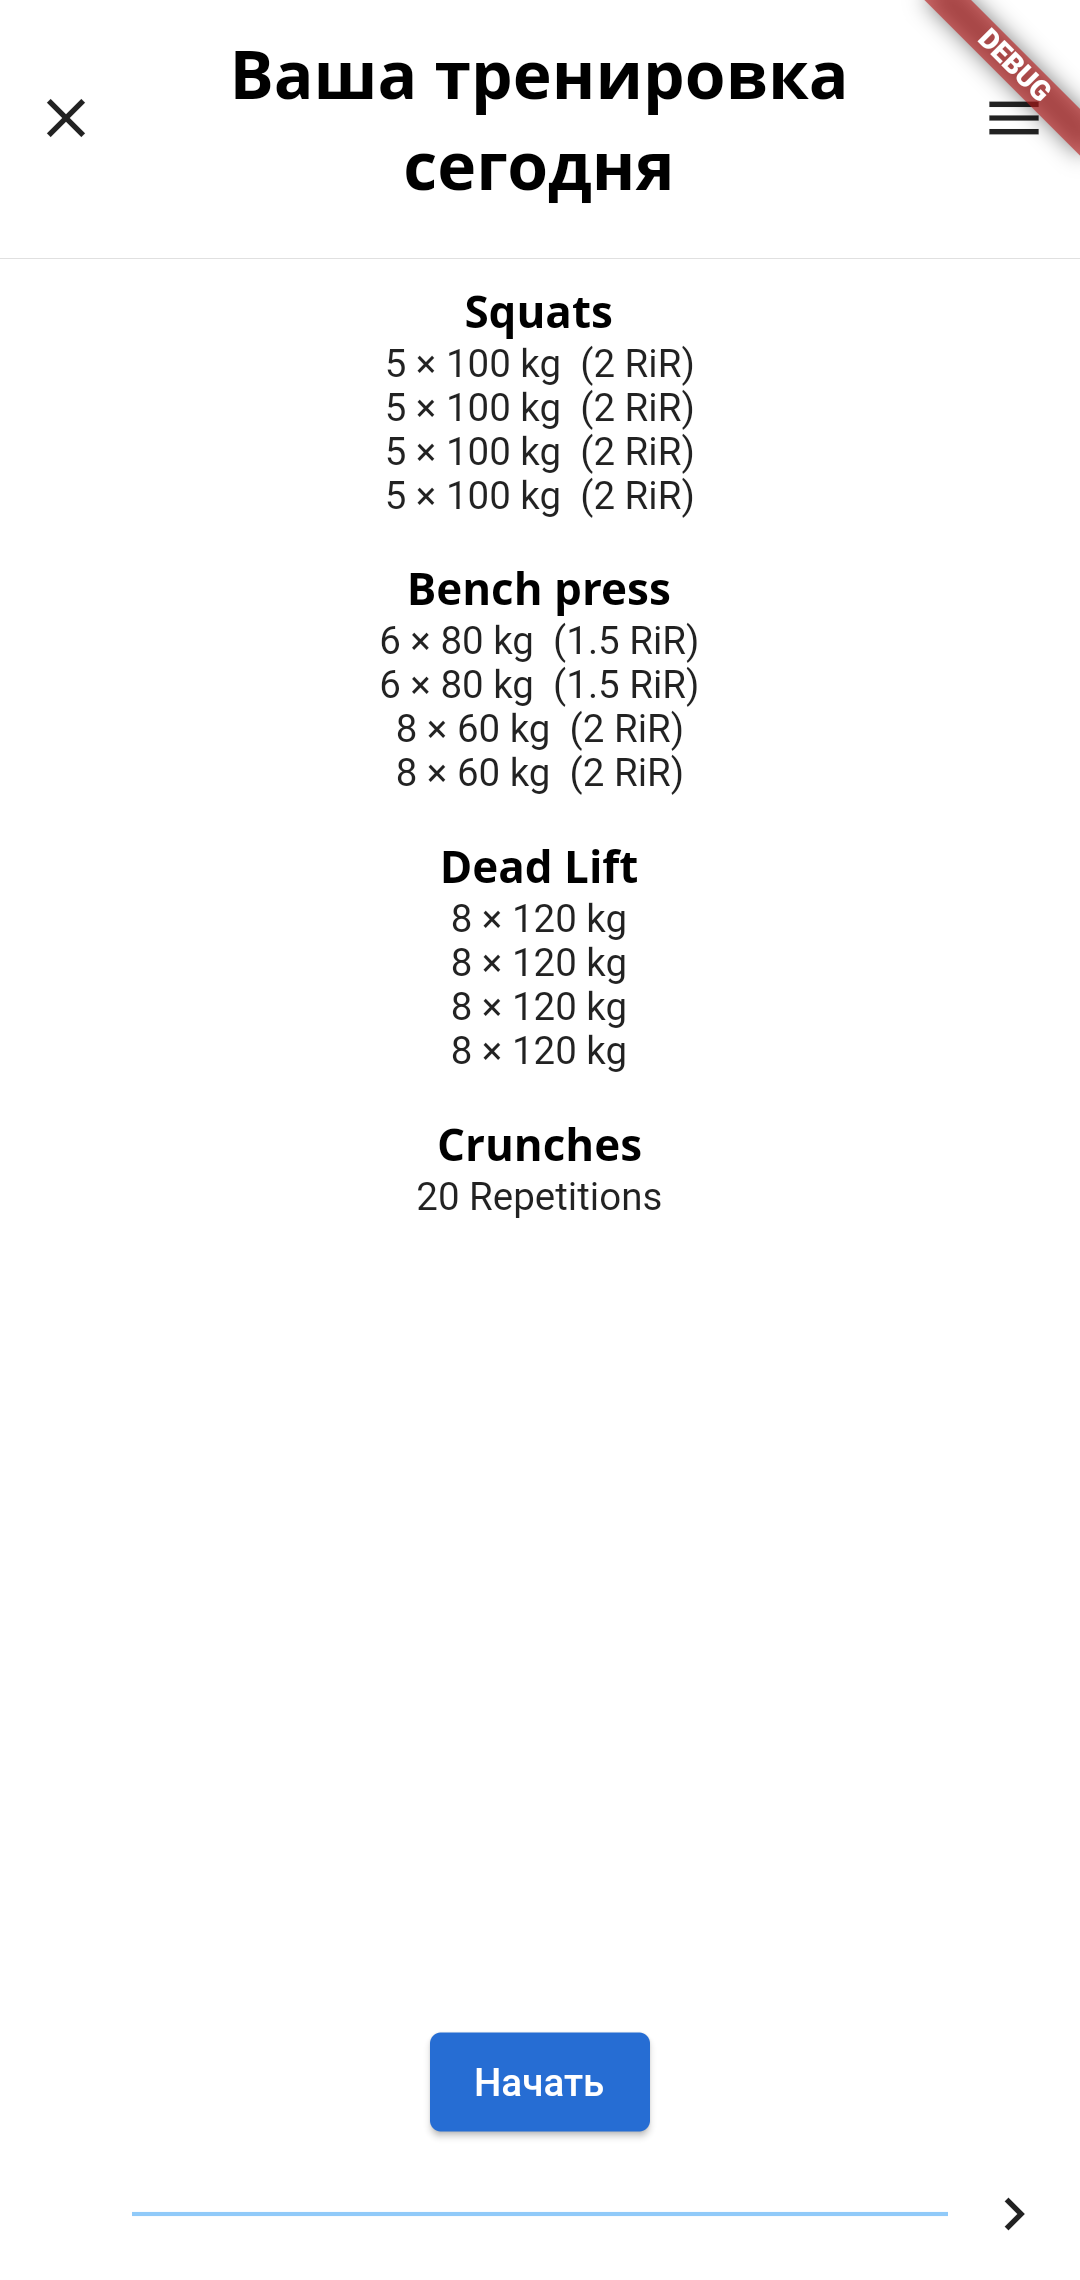 Ваша тренировка
сегодня
DEBUG
Squats
5 × 100 kg (2 RiR)
5 × 100 kg (2 RiR)
5 × 100 kg (2 RiR)
5 × 100 kg (2 RiR)
Bench press
6 × 80 kg (1.5 RiR)
6 × 80 kg (1.5 RiR)
8 × 60 kg (2 RiR)
8 × 60 kg (2 RiR)
Dead Lift
8 × 120 kg
8 × 120 kg
8 × 120 kg
8 × 120 kg
Crunches
20 Repetitions
Начать